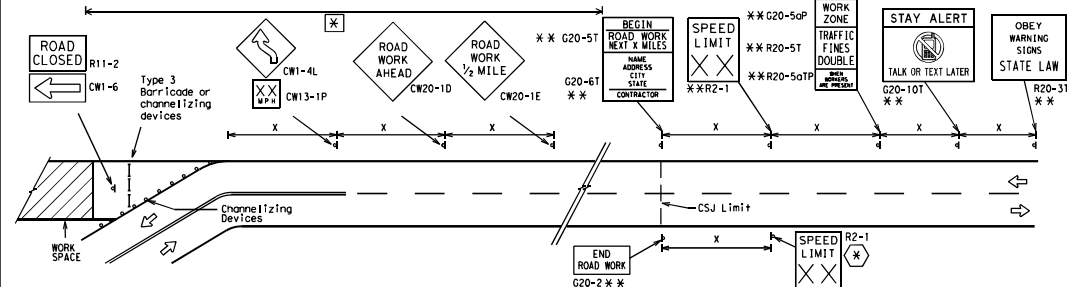 *
ROAD
CLOSED
R11-2
CW1-6
Type 3
Barricade or
channelizing
devices
CW1-4L
XX
MPH
CW13-1P
ROAD
WORK
AHEAD
CW20-1D
ROAD
WORK
1/2 MILE
CW20-1E
** G20-5T
BEGIN
ROAD WORK
NEXT X MILES
NAME
ADDRESS
CITY
STATE
CONTRACTOR
G20-6T
**
SPEED
LIMIT
XX
**R2-1
**G20-5aP
WORK
ZONE
**R20-5T
TRAFFIC
FINES
DOUBLE
**R20-5aTP
WHEN
WORKERS
ARE PRESENT
STAY ALERT
TALK OR TEXT LATER
G20-10T
**
OBEY
WARNING
SIGNS
STATE LAW
R20-3T
**
X
X
X
X
X
X
X
Channelizing
Devices
WORK
SPACE
CSJ Limit
END
ROAD WORK
G20-2 **
X
SPEED
LIMIT
XX
R2-1
*